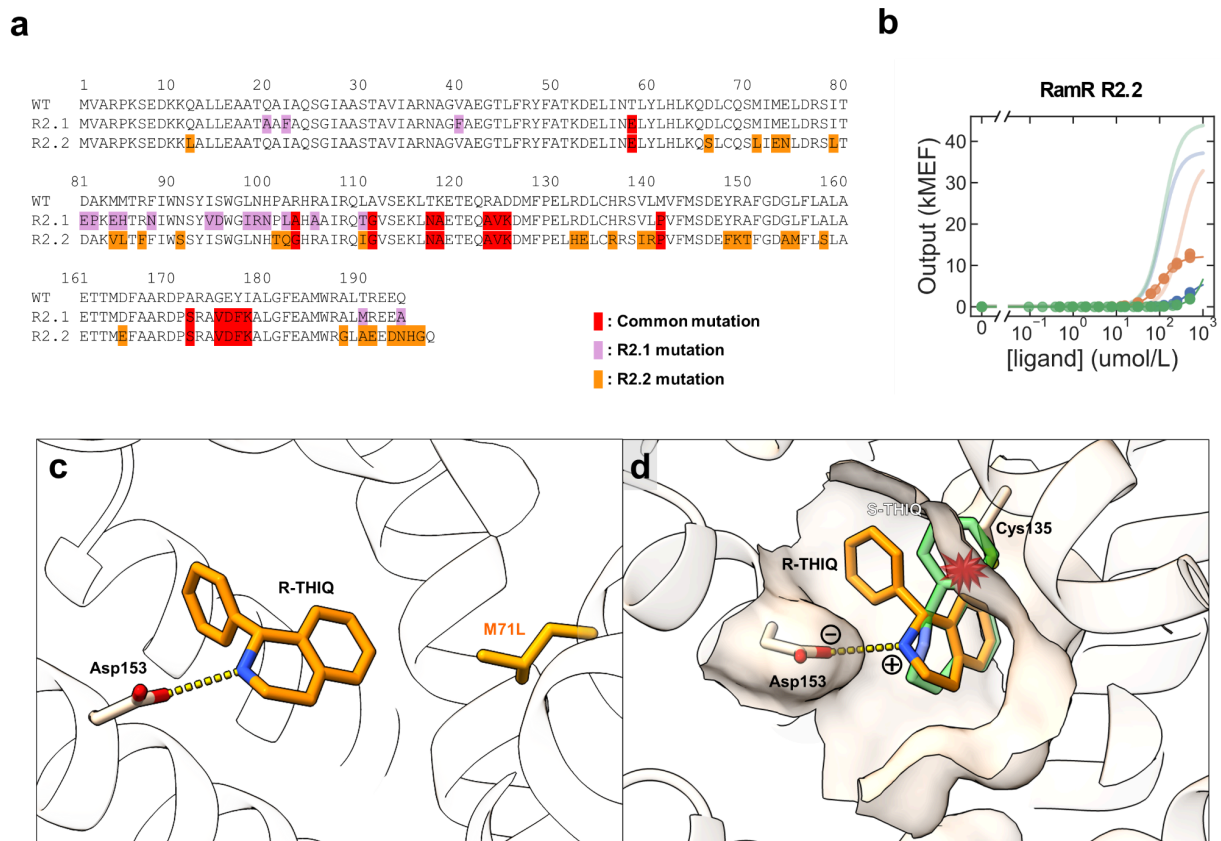 a
b
1 10 20 30 40 50 60 70 80
WT MVARPKSEDKKQALLEAATQAIAQSGIAASTAVIARNAGVAEGTLFRYFATKDELINTLYLHLKQDLCQSMIMELDRSIT
R2.1 MVARPKSEDKKQALLEAATAAFAQSGIAASTAVIARNAGFAEGTLFRYFATKDELINELYLHLKQDLCQSMIMELDRSIT
R2.2 MVARPKSEDKKLALLEAATQAIAQSGIAASTAVIARNAGVAEGTLFRYFATKDELINELYLHLKQSLCQSLIENLDRSLT
81 90 100 110 120 130 140 150 160
WT DAKMMTRFIWNSYISWGLNHPARHRAIRQLAVSEKLTKETEQRADDMFPELRDLCHRSVLMVFMSDEYRAFGDGLFLALA
R2.1 EPKEHTRNIWNSYVDWGIRNPLAHAAIRQTGVSEKLNAETEQAVKDMFPELRDLCHRSVLPVFMSDEYRAFGDGLFLALA
R2.2 DAKVLTFFIWSSYISWGLNHTQGHRAIRQIGVSEKLNAETEQAVKDMFPEHELCRRSIRPVFMSDEFKTFGDAMFLSLA
161 170 180 190
WT ETTMDFAARDPARAGEYIALGFEAMWRALTREEQ
R2.1 ETTMDFAARDPSRAVDFKALGFEAMWRALMREEA
R2.2 ETTMEFAARDPSRAVDFKALGFEAMWRGLAEEDNHGQ
: Common mutation
: R2.1 mutation
: R2.2 mutation
RamR R2.2
Output (kMEF)
40
30
20
10
0
0 10⁻¹ 10⁰ 10¹ 10² 10³
[ligand] (umol/L)
c
R-THIQ
M71L
Asp153
d
S-THIQ
Cys135
R-THIQ
−
+
Asp153